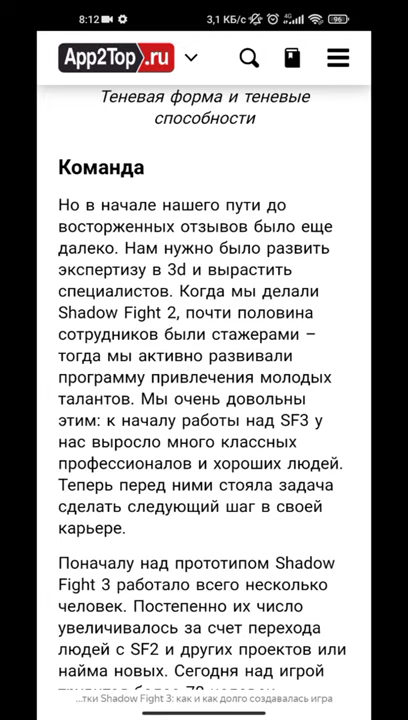 8:12
3,1 КБ/с
4G
96
App2Top.ru
Теневая форма и теневые
способности
Команда
Но в начале нашего пути до
восторженных отзывов было еще
далеко. Нам нужно было развить
экспертизу в 3d и вырастить
специалистов. Когда мы делали
Shadow Fight 2, почти половина
сотрудников были стажерами –
тогда мы активно развивали
программу привлечения молодых
талантов. Мы очень довольны
этим: к началу работы над SF3 у
нас выросло много классных
профессионалов и хороших людей.
Теперь перед ними стояла задача
сделать следующий шаг в своей
карьере.
Поначалу над прототипом Shadow
Fight 3 работало всего несколько
человек. Постепенно их число
увеличивалось за счет перехода
людей с SF2 и других проектов или
найма новых. Сегодня над игрой
...тки Shadow Fight 3: как и как долго создавалась игра